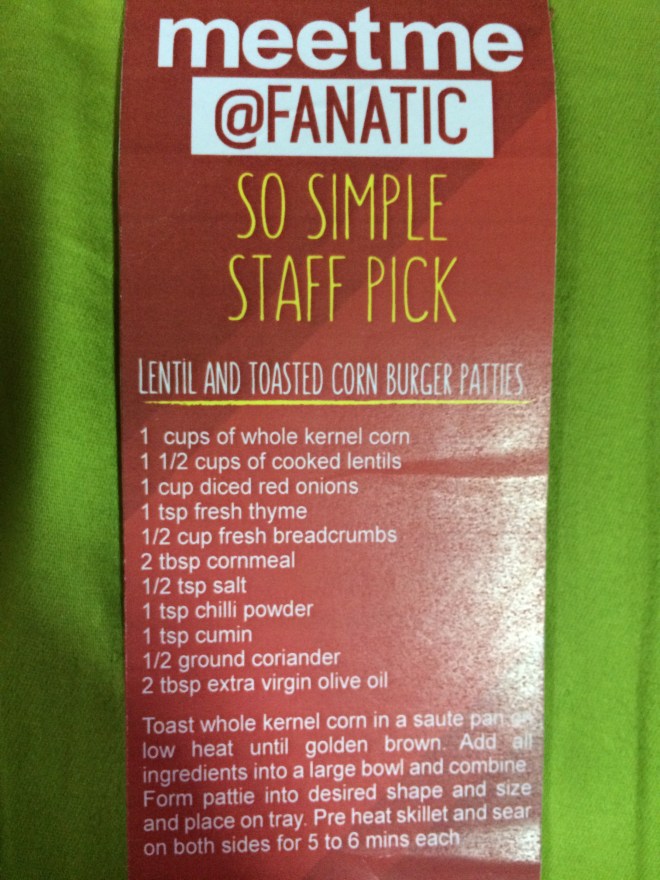 meetme
@FANATIC
SO SIMPLE
STAFF PICK
LENTIL AND TOASTED CORN BURGER PATTIES
1 cups of whole kernel corn
1 1/2 cups of cooked lentils
1 cup diced red onions
1 tsp fresh thyme
1/2 cup fresh breadcrumbs
2 tbsp cornmeal
1/2 tsp salt
1 tsp chilli powder
1 tsp cumin
1/2 ground coriander
2 tbsp extra virgin olive oil
Toast whole kernel corn in a saute pan on
low heat until golden brown. Add all
ingredients into a large bowl and combine.
Form pattie into desired shape and size
and place on tray. Pre heat skillet and sear
on both sides for 5 to 6 mins each